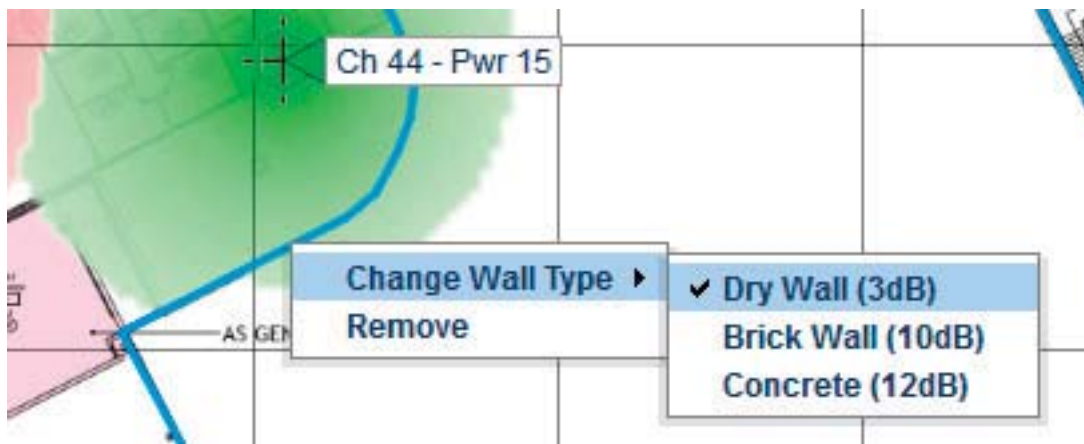 Ch 44 - Pwr 15
Change Wall Type
Remove
Dry Wall (3dB)
Brick Wall (10dB)
Concrete (12dB)
AS GEN